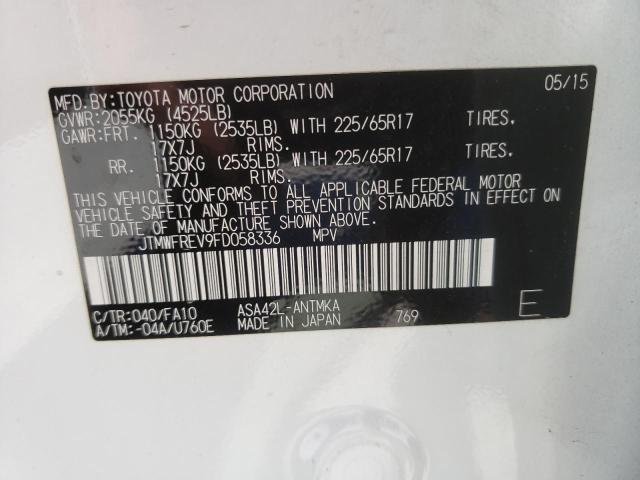 MFD.BY:TOYOTA MOTOR CORPORATION 05/15
GVWR:2055KG (4525LB)
GAWR:FRT. 1150KG (2535LB) WITH 225/65R17 TIRES.
17X7J RIMS.
RR. 1150KG (2535LB) WITH 225/65R17 TIRES.
17X7J RIMS.
THIS VEHICLE CONFORMS TO ALL APPLICABLE FEDERAL MOTOR
VEHICLE SAFETY AND THEFT PREVENTION STANDARDS IN EFFECT ON
THE DATE OF MANUFACTURE SHOWN ABOVE.
JTMWFREV9FD058336 MPV
C/TR:040/FA10 ASA42L-ANTMKA 769
A/TM:-04A/U760E MADE IN JAPAN E